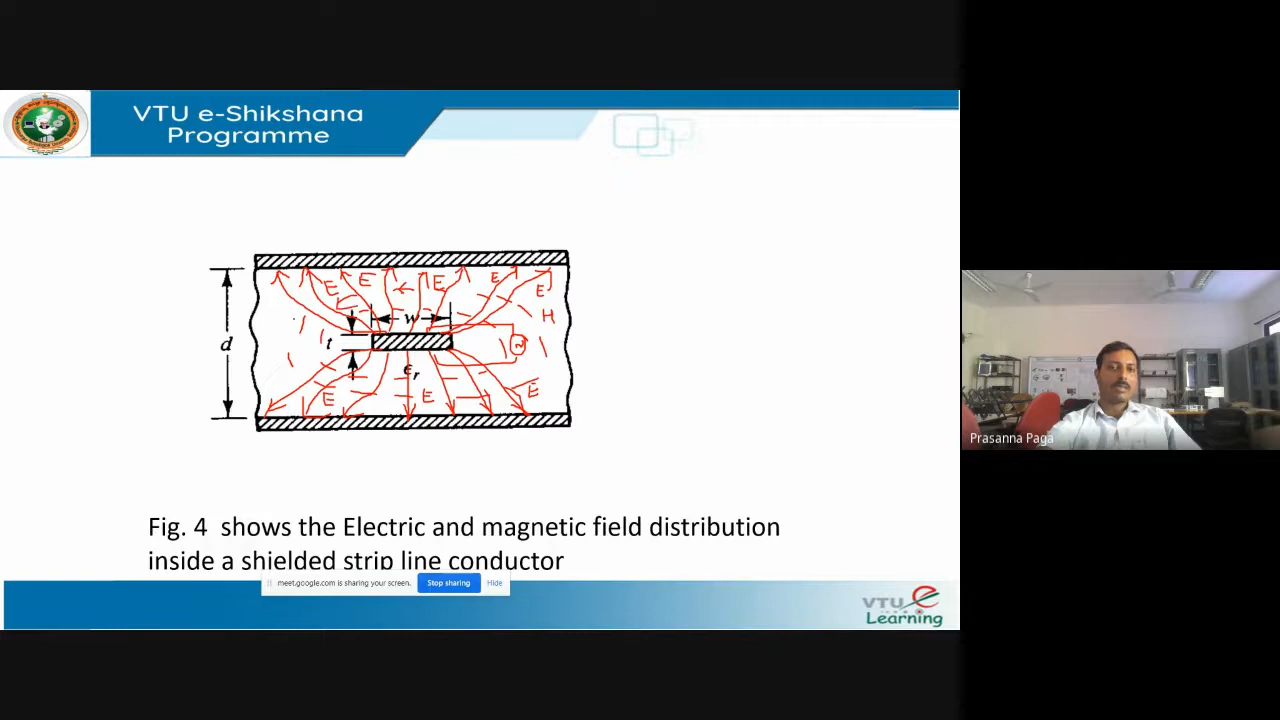 VTU e-Shikshana
Programme
E
E
E
E
E
w
H
d
t
N
εr
E
E
E
Prasanna Paga
Fig. 4 shows the Electric and magnetic field distribution
inside a shielded strip line conductor
meet.google.com is sharing your screen.
Stop sharing
Hide
VTU
Learning